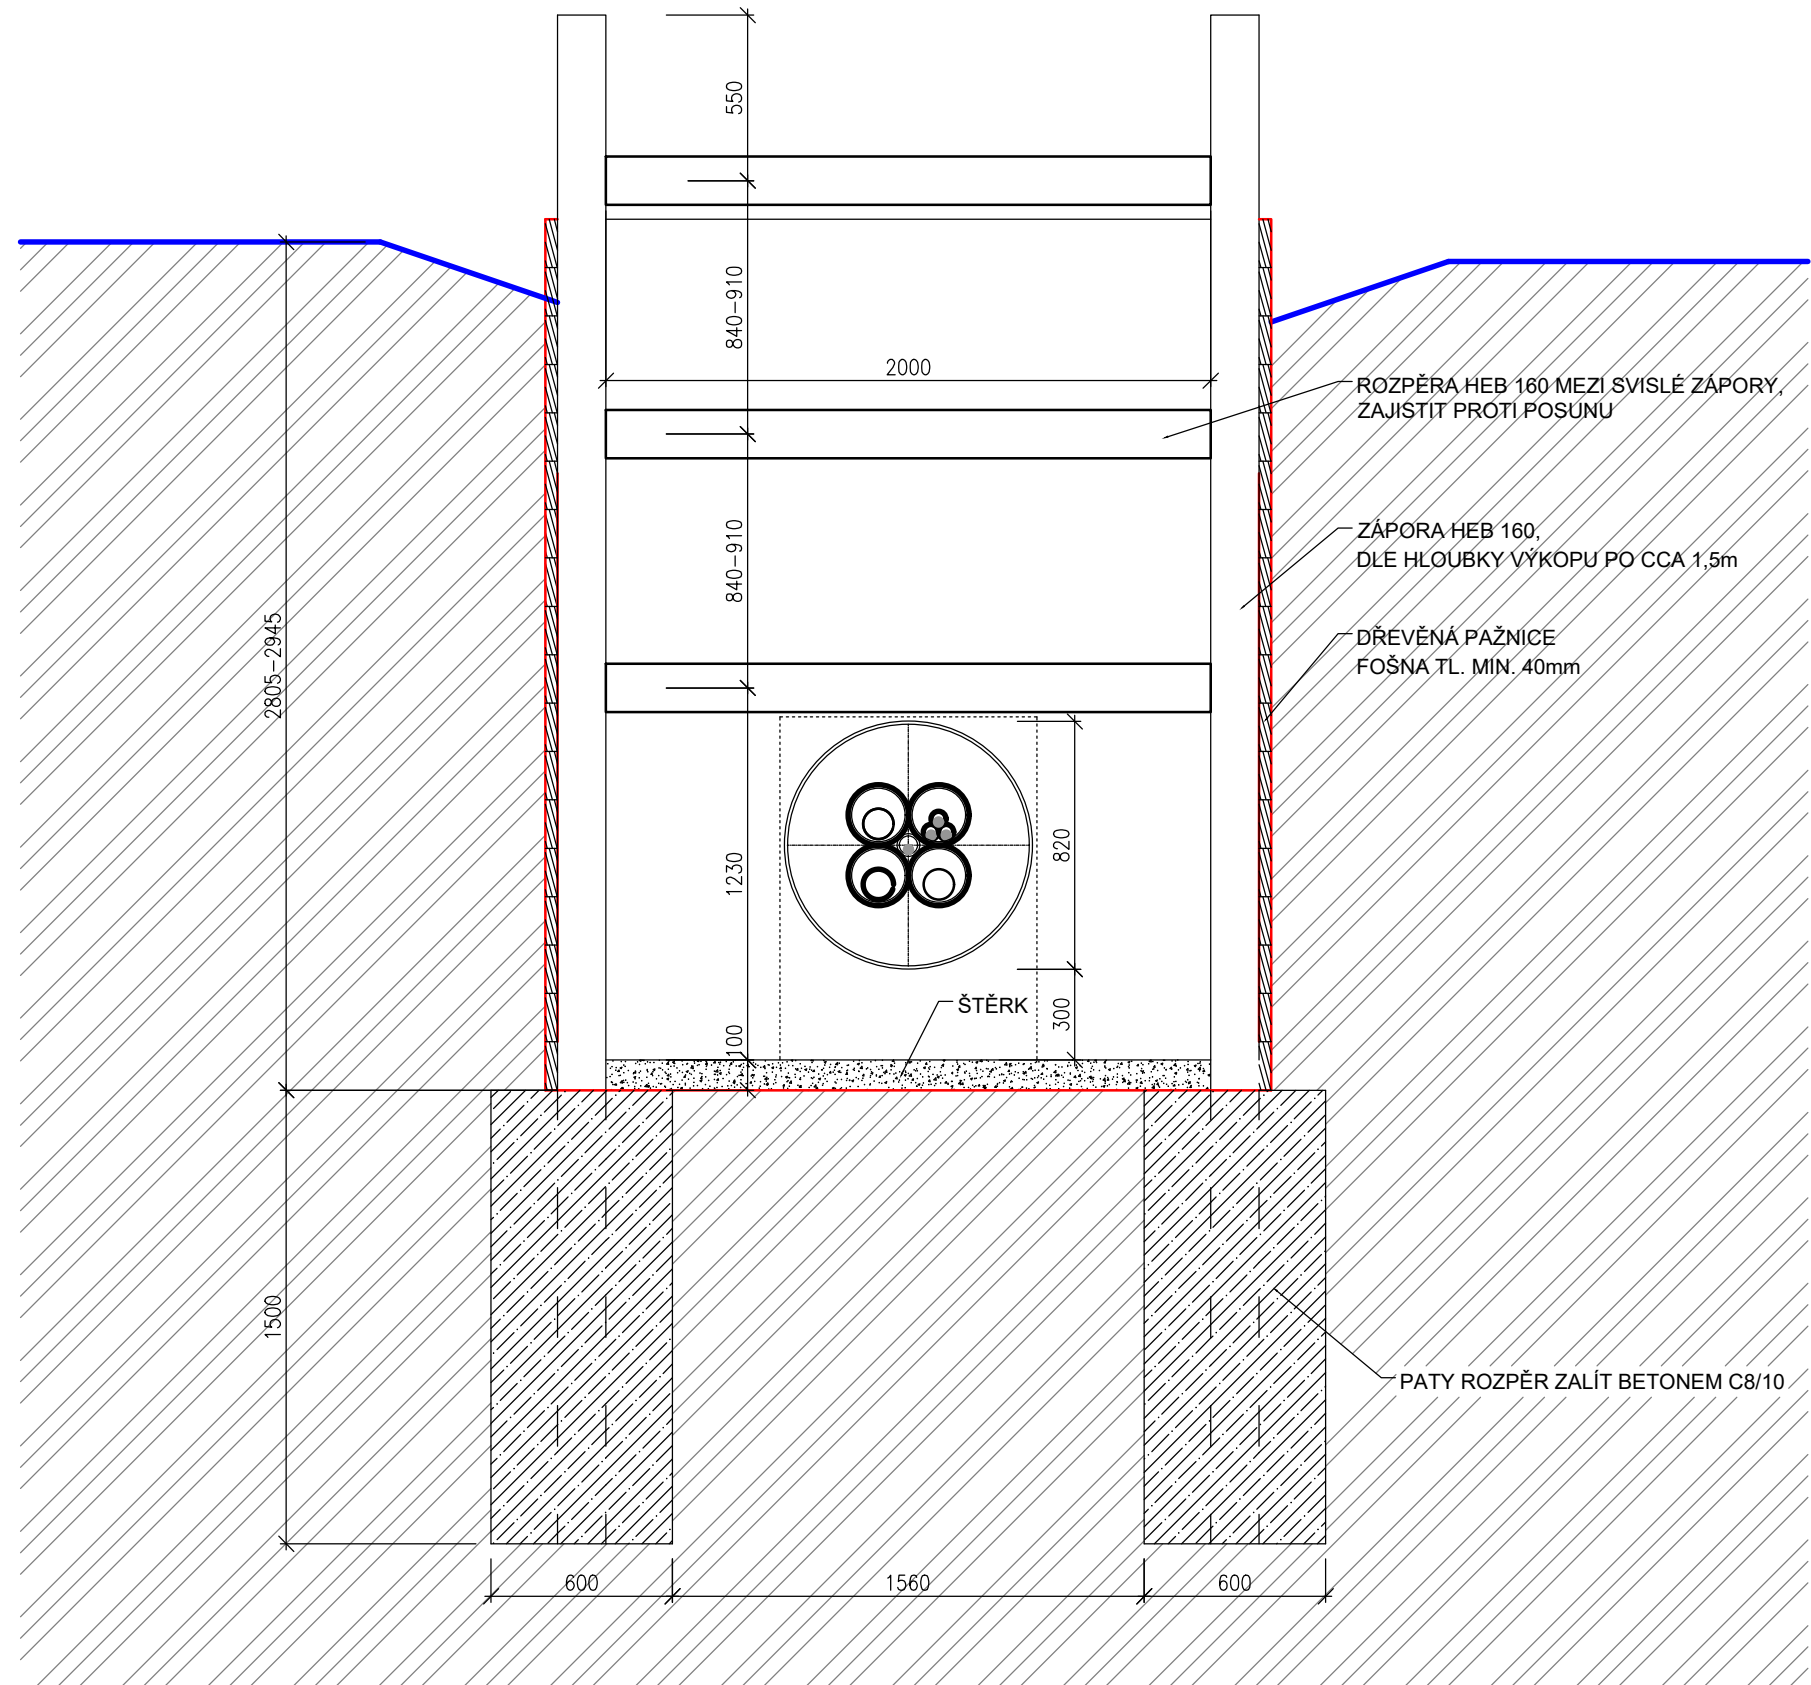 550
840-910
2000
ROZPĚRA HEB 160 MEZI SVISLÉ ZÁPORY,
ZAJISTIT PROTI POSUNU
840-910
ZÁPORA HEB 160,
DLE HLOUBKY VÝKOPU PO CCA 1,5m
2805-2945
DŘEVĚNÁ PAŽNICE
FOŠNA TL. MIN. 40mm
820
1230
ŠTĚRK
300
100
1500
PATY ROZPĚR ZALÍT BETONEM C8/10
600
1560
600